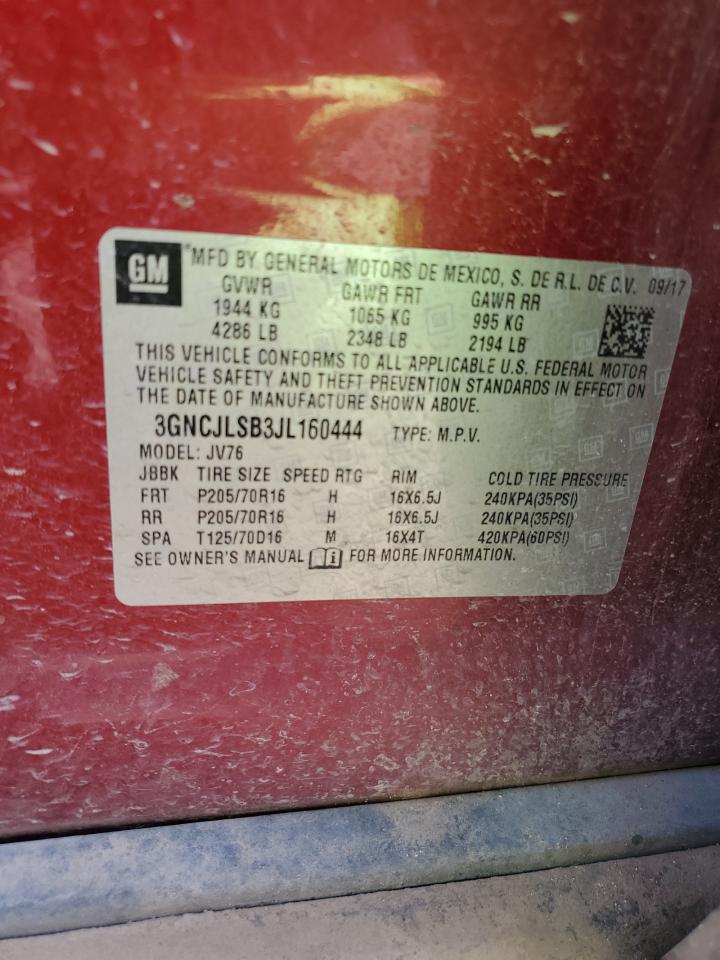 GM MFD BY GENERAL MOTORS DE MEXICO, S. DE R.L. DE C.V. 09/17
GVWR GAWR FRT GAWR RR
1944 KG 1065 KG 995 KG
4286 LB 2348 LB 2194 LB
THIS VEHICLE CONFORMS TO ALL APPLICABLE U.S. FEDERAL MOTOR
VEHICLE SAFETY AND THEFT PREVENTION STANDARDS IN EFFECT ON
THE DATE OF MANUFACTURE SHOWN ABOVE.
3GNCJLSB3JL160444 TYPE: M.P.V.
MODEL: JV76
JBBK TIRE SIZE SPEED RTG RIM COLD TIRE PRESSURE
FRT P205/70R16 H 16X6.5J 240KPA(35PSI)
RR P205/70R16 H 16X6.5J 240KPA(35PSI)
SPA T125/70D16 M 16X4T 420KPA(60PSI)
SEE OWNER'S MANUAL i FOR MORE INFORMATION.